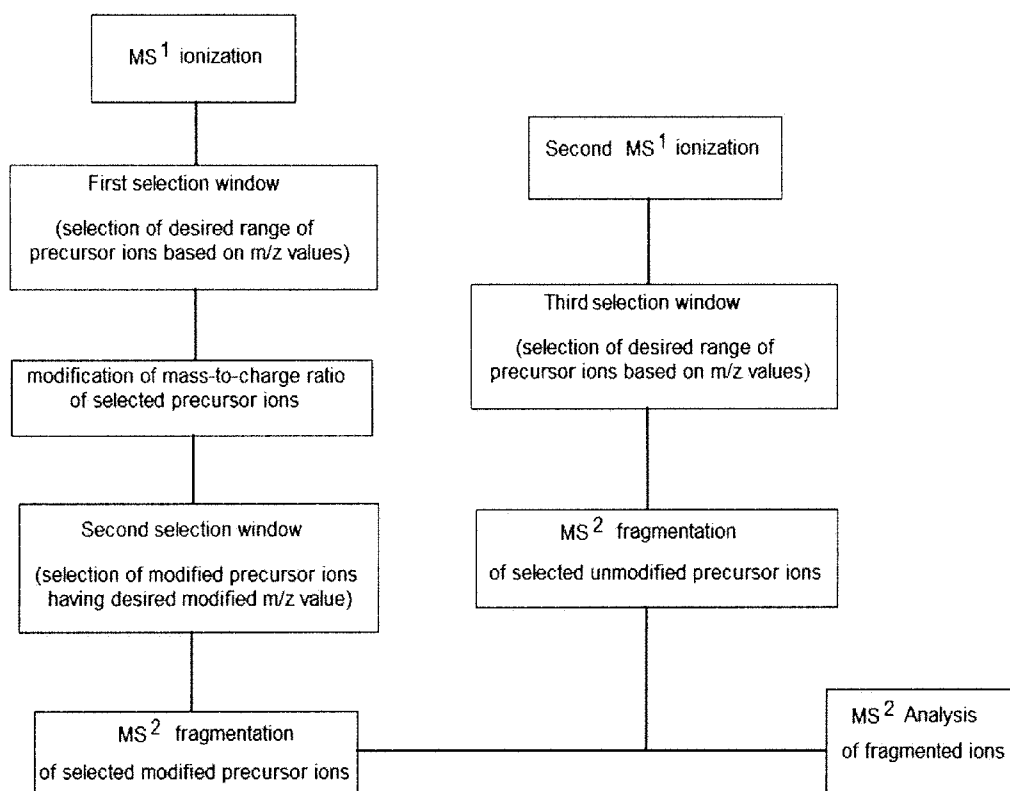 MS1 ionization
First selection window
(selection of desired range of
precursor ions based on m/z values)
modification of mass-to-charge ratio
of selected precursor ions
Second selection window
(selection of modified precursor ions
having desired modified m/z value)
MS2 fragmentation
of selected modified precursor ions
Second MS1 ionization
Third selection window
(selection of desired range of
precursor ions based on m/z values)
MS2 fragmentation
of selected unmodified precursor ions
MS2 Analysis
of fragmented ions